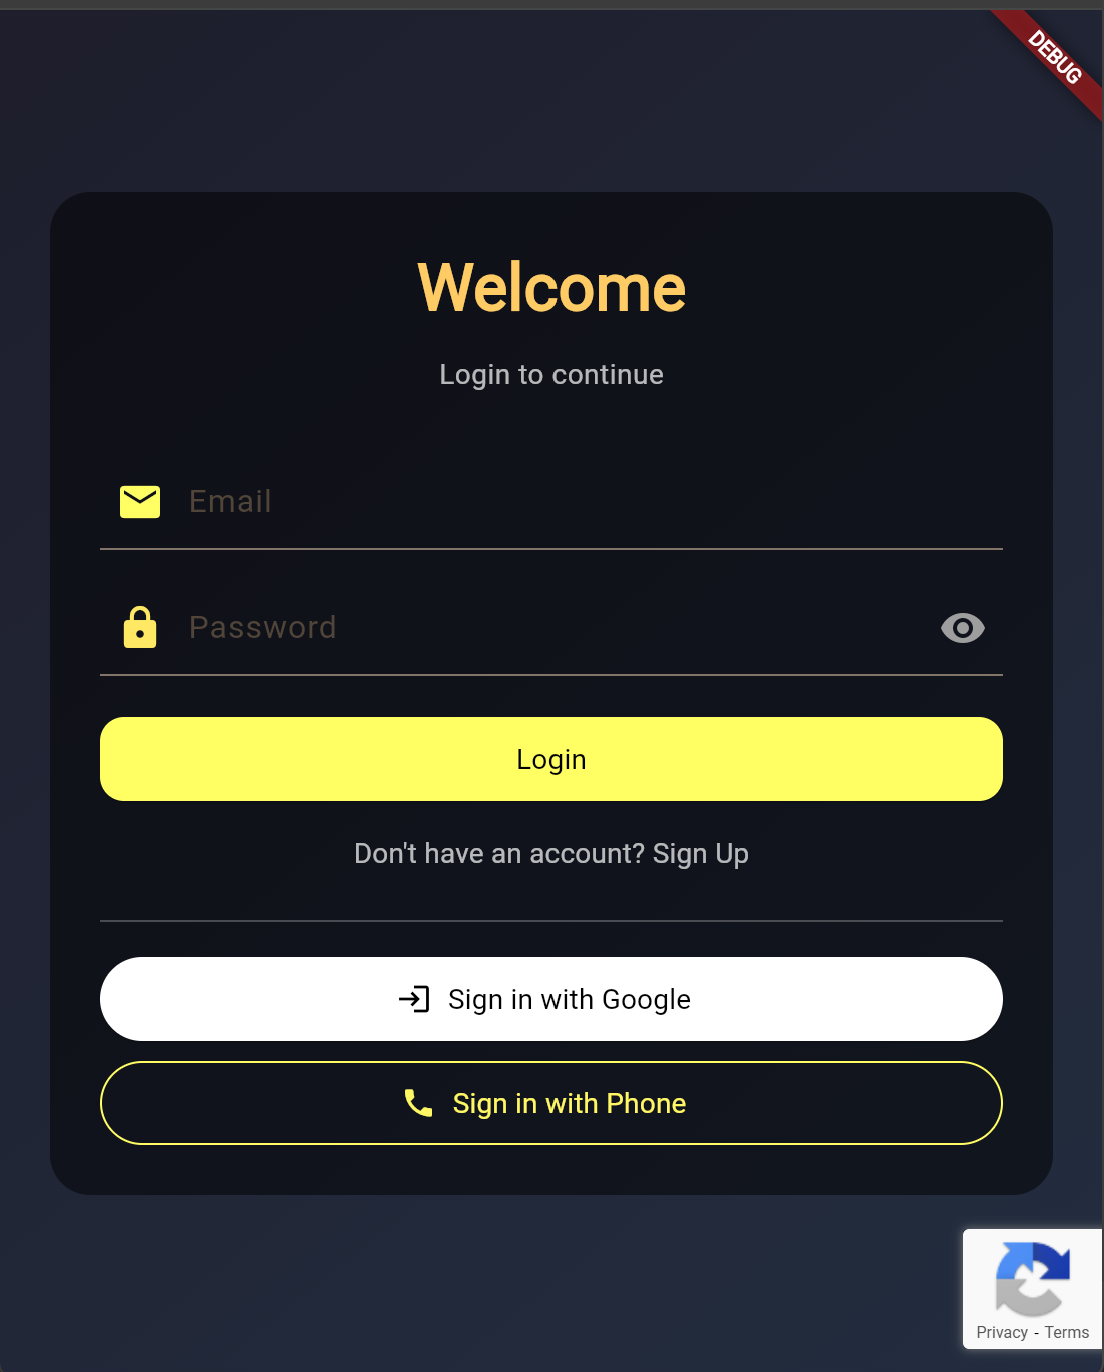 DEBUG
Welcome
Login to continue
Email
Password
Login
Don't have an account? Sign Up
Sign in with Google
Sign in with Phone
Privacy - Terms